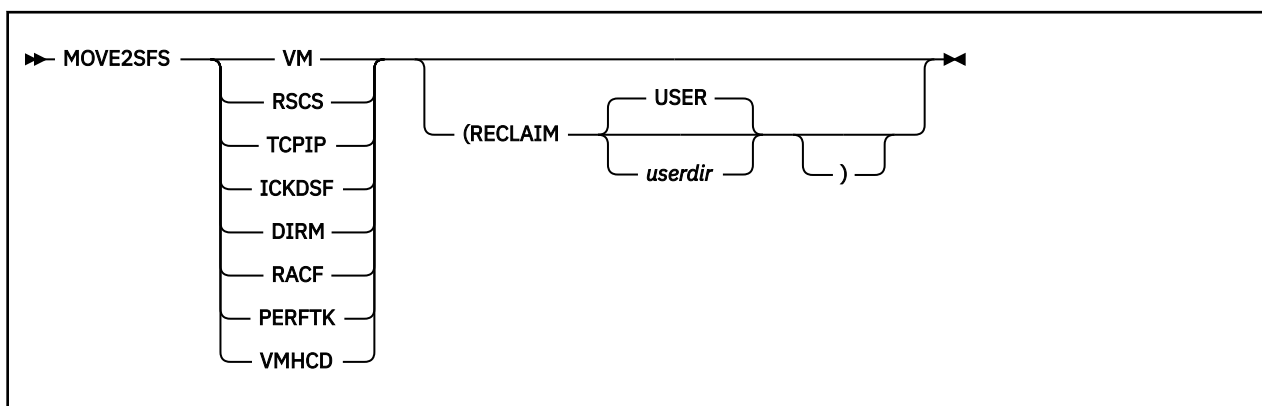 MOVE2SFS
VM
RSCS
TCPIP
ICKDSF
DIRM
RACF
PERFTK
VMHCD
(RECLAIM
USER
userdir
)